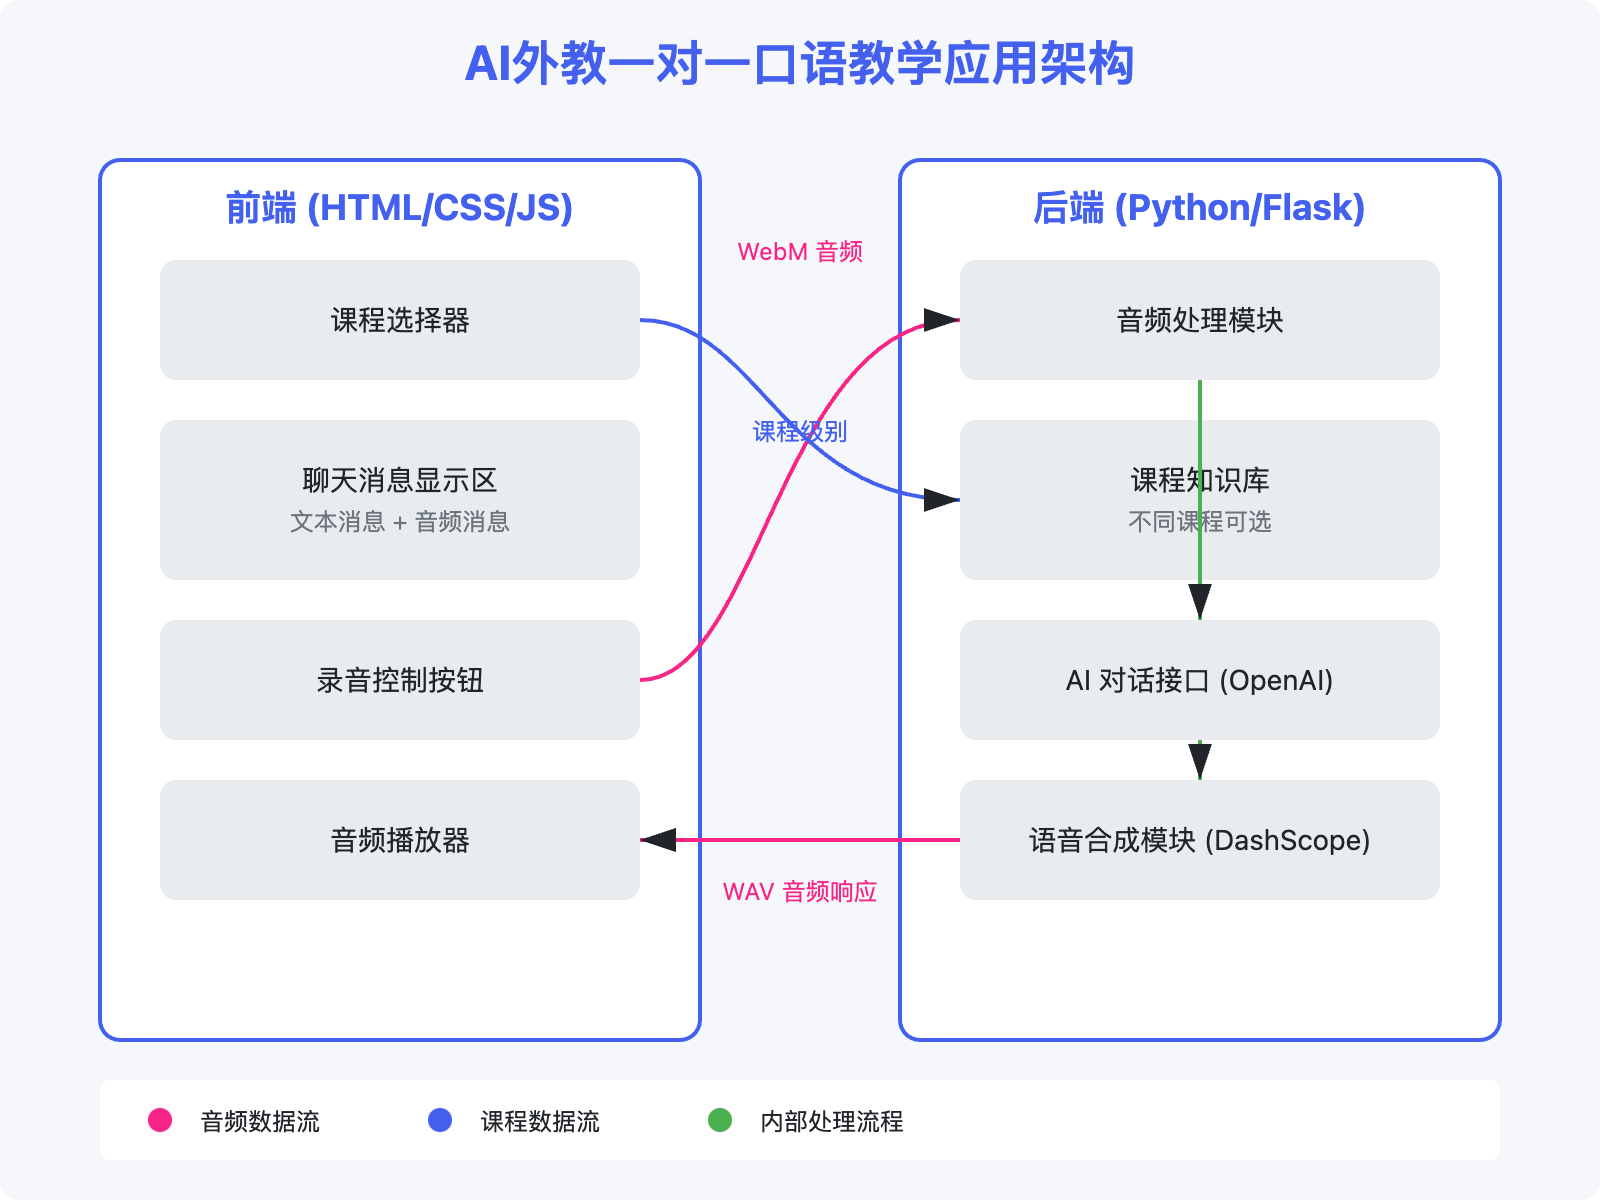 AI外教一对一口语教学应用架构
前端 (HTML/CSS/JS)
课程选择器
聊天消息显示区
文本消息 + 音频消息
录音控制按钮
音频播放器
WebM 音频
课程级别
WAV 音频响应
后端 (Python/Flask)
音频处理模块
课程知识库
不同课程可选
AI 对话接口 (OpenAI)
语音合成模块 (DashScope)
音频数据流
课程数据流
内部处理流程